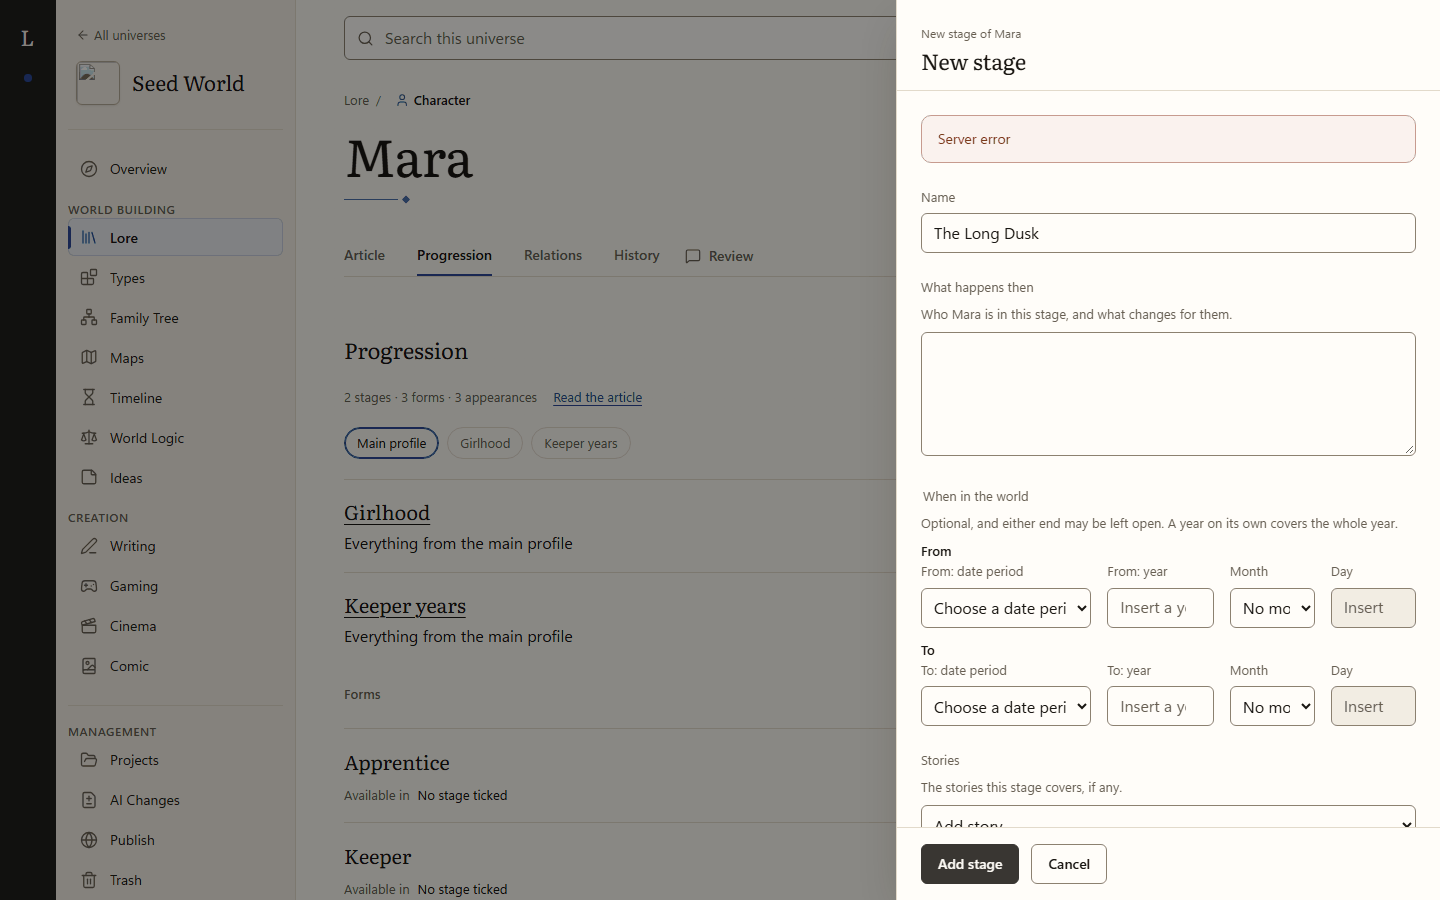 L
All universes
Seed World
Overview
WORLD BUILDING
Lore
Types
Family Tree
Maps
Timeline
World Logic
Ideas
CREATION
Writing
Gaming
Cinema
Comic
MANAGEMENT
Projects
AI Changes
Publish
Trash
Search this universe
Lore / Character
Mara
Article Progression Relations History Review
Progression
2 stages · 3 forms · 3 appearances Read the article
Main profile Girlhood Keeper years
Girlhood
Everything from the main profile
Keeper years
Everything from the main profile
Forms
Apprentice
Available in No stage ticked
Keeper
Available in No stage ticked
New stage of Mara
New stage
Server error
Name
The Long Dusk
What happens then
Who Mara is in this stage, and what changes for them.
When in the world
Optional, and either end may be left open. A year on its own covers the whole year.
From
From: date period From: year Month Day
Choose a date peri Insert a y No mo Insert
To
To: date period To: year Month Day
Choose a date peri Insert a y No mo Insert
Stories
The stories this stage covers, if any.
Add story
Add stage Cancel